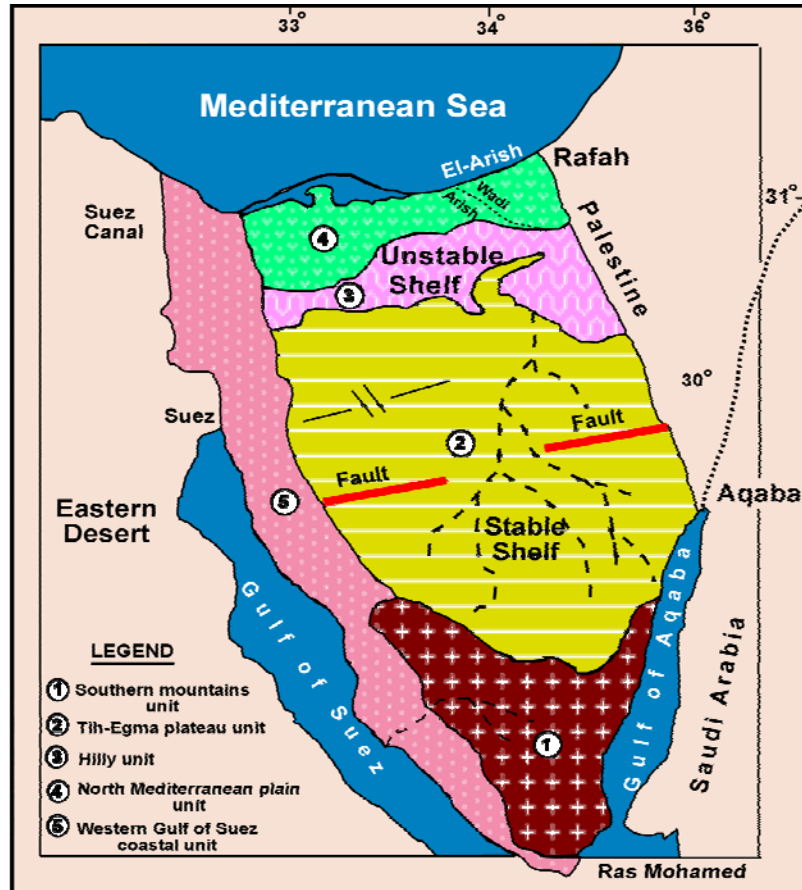 33°
34°
36°
Mediterranean Sea
El-Arish
Rafah
31°
Wadi
Arish
Suez
Canal
4
Palestine
Unstable
Shelf
3
30°
Suez
Fault
2
Fault
Aqaba
5
Eastern
Desert
Stable
Shelf
Gulf of Aqaba
Saudi Arabia
Gulf of Suez
LEGEND
1 Southern mountains
unit
2 Tih-Egma plateau unit
3 Hilly unit
4 North Mediterranean plain
unit
5 Western Gulf of Suez
coastal unit
1
Ras Mohamed